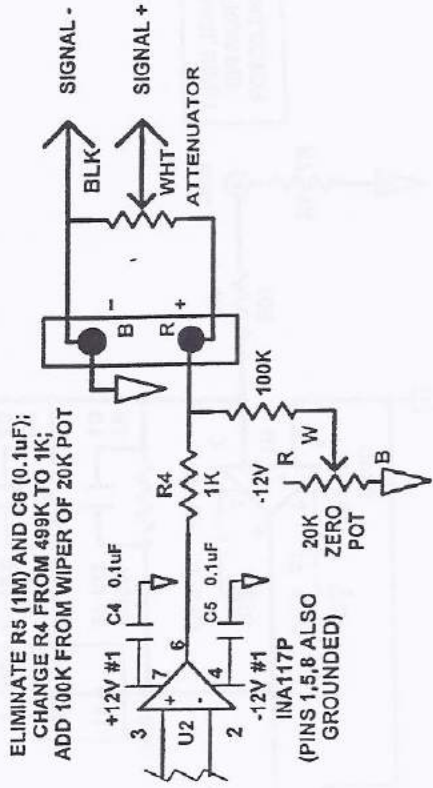 ELIMINATE R5 (1M) AND C6 (0.1uF);
CHANGE R4 FROM 499K TO 1K;
ADD 100K FROM WIPER OF 20K POT
+12V #1
C4 0.1uF
3
7
+
U2
-
6
2
4
-12V #1
C5 0.1uF
INA117P
(PINS 1,5,8 ALSO
GROUNDED)
R4
1K
100K
-12V
R
W
20K
ZERO
POT
B
-
B
R
+
BLK
SIGNAL -
WHT
SIGNAL +
ATTENUATOR